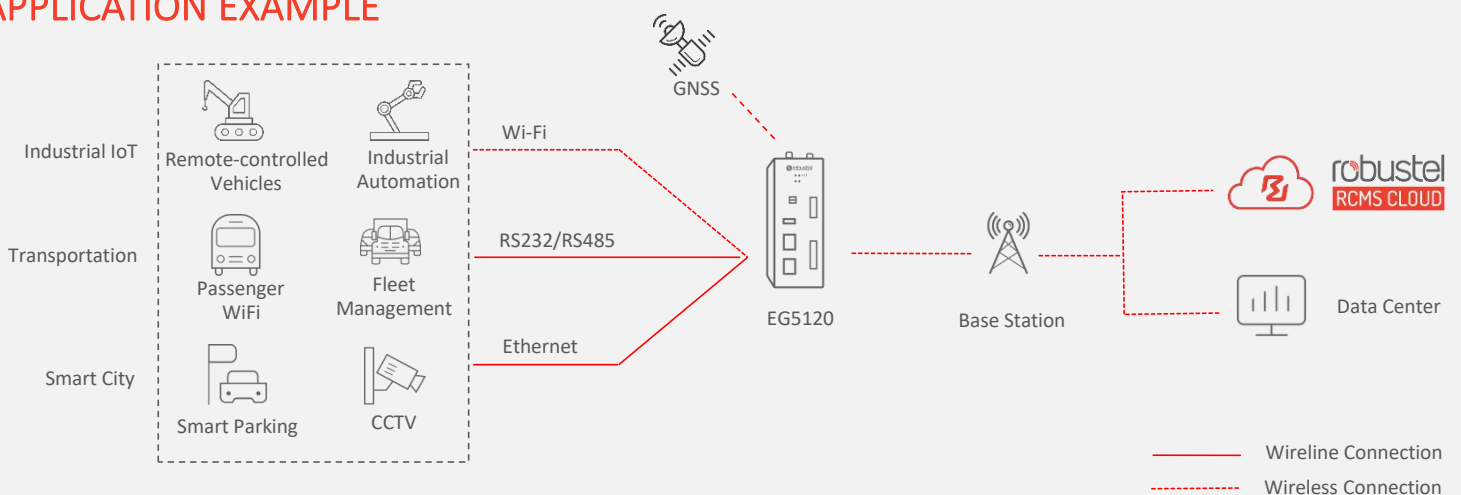 APPLICATION EXAMPLE
GNSS
Industrial IoT
Remote-controlled
Vehicles
Industrial
Automation
Wi-Fi
Transportation
Passenger
WiFi
Fleet
Management
RS232/RS485
Smart City
Smart Parking
CCTV
Ethernet
robustel
EG5120
Base Station
robustel
RCMS CLOUD
Data Center
Wireline Connection
Wireless Connection